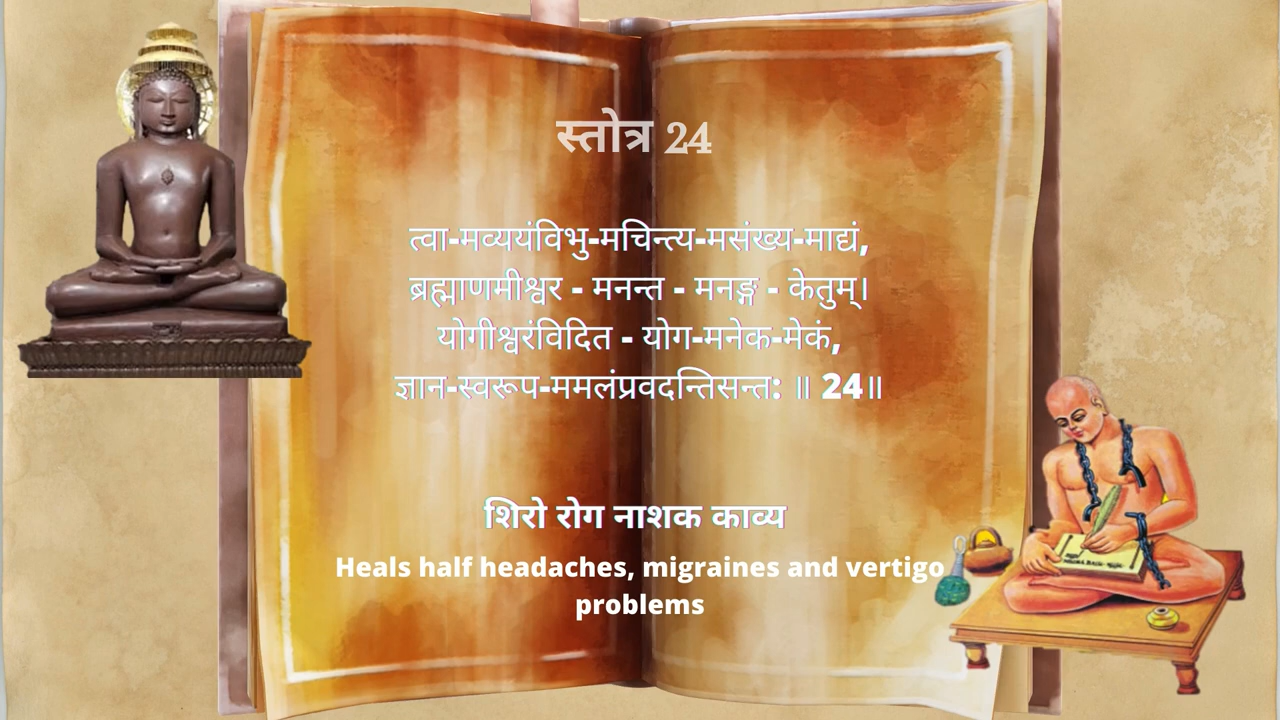 स्तोत्र 24
त्वा-मव्ययंविभु-मचिन्त्य-मसंख्य-माद्यं,
ब्रह्माणमीश्वर - मनन्त - मनङ्ग - केतुम्।
योगीश्वरंविदित - योग-मनेक-मेकं,
ज्ञान-स्वरूप-ममलंप्रवदन्तिसन्त: ॥ 24॥
शिरो रोग नाशक काव्य
Heals half headaches, migraines and vertigo
problems